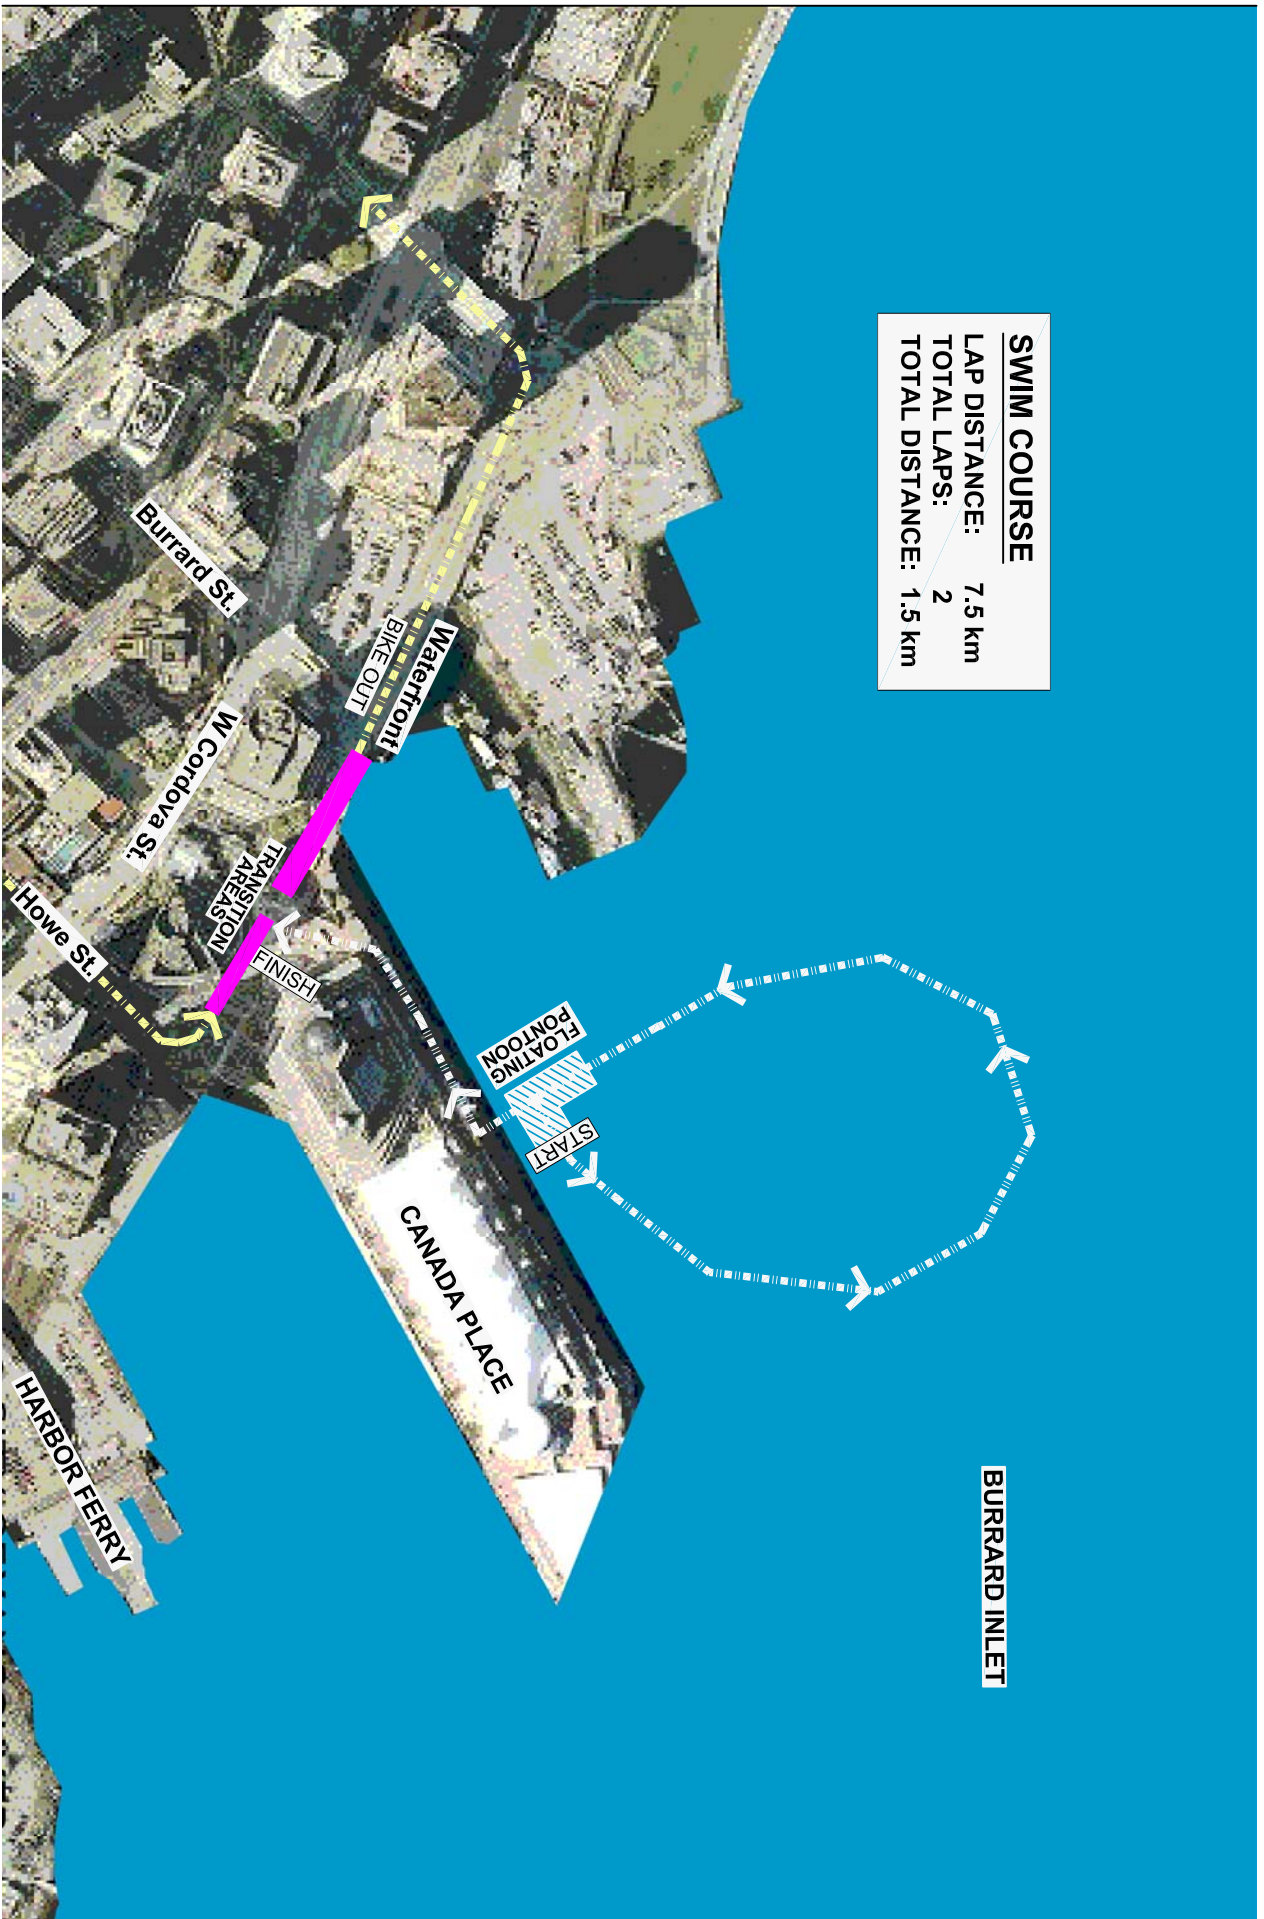 SWIM COURSE
LAP DISTANCE: 7.5 km
TOTAL LAPS: 2
TOTAL DISTANCE: 1.5 km
BURRARD INLET
Burrard St.
Waterfront
BIKE OUT
W Cordova St.
TRANSITION
AREAS
FINISH
Howe St.
FLOATING
PONTOON
START
CANADA PLACE
HARBOR FERRY